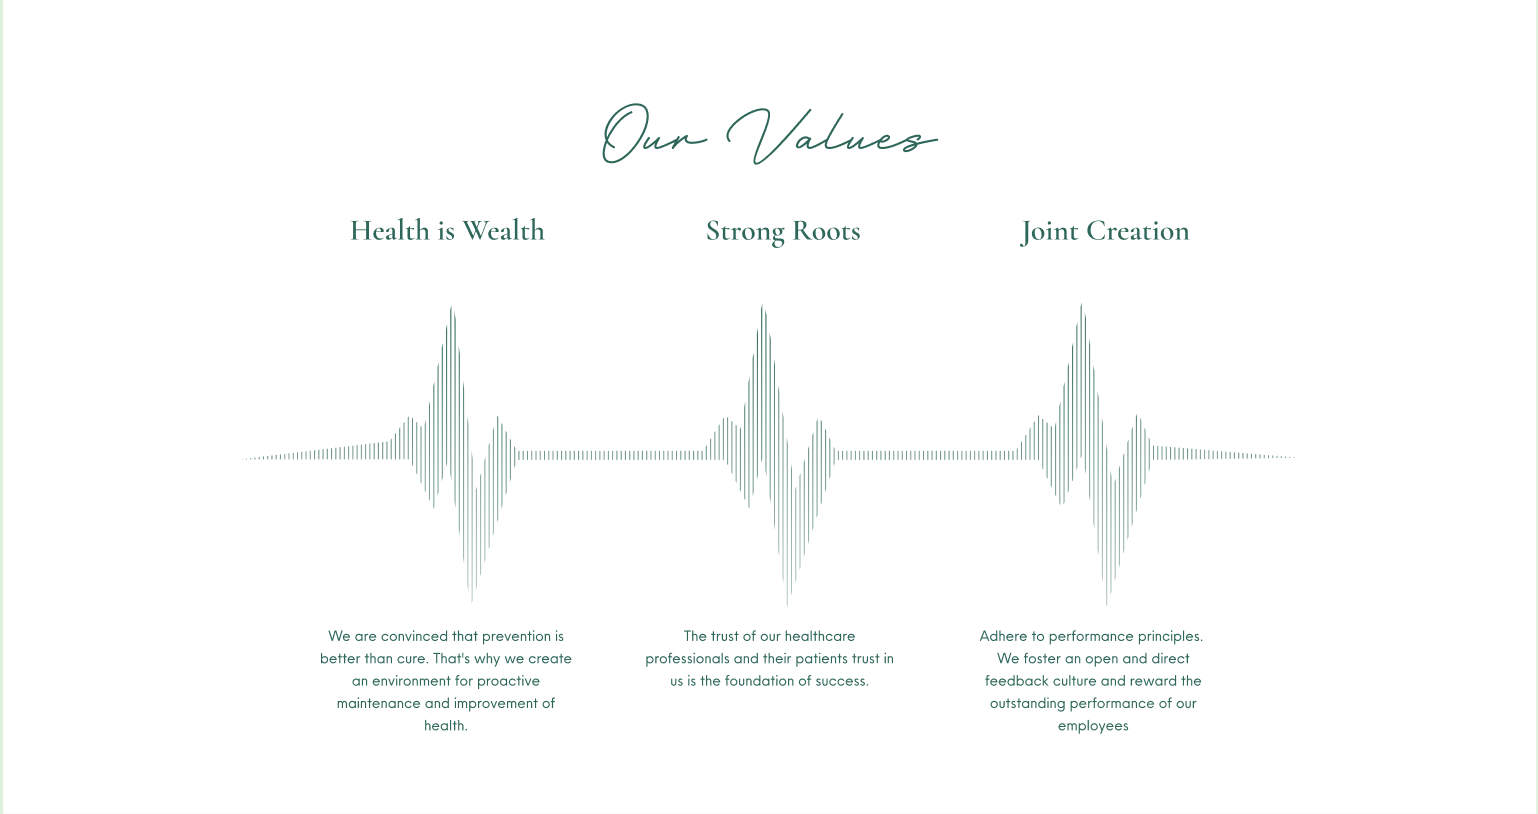 Our Values
Health is Wealth
Strong Roots
Joint Creation
We are convinced that prevention is
better than cure. That's why we create
an environment for proactive
maintenance and improvement of
health.
The trust of our healthcare
professionals and their patients trust in
us is the foundation of success.
Adhere to performance principles.
We foster an open and direct
feedback culture and reward the
outstanding performance of our
employees